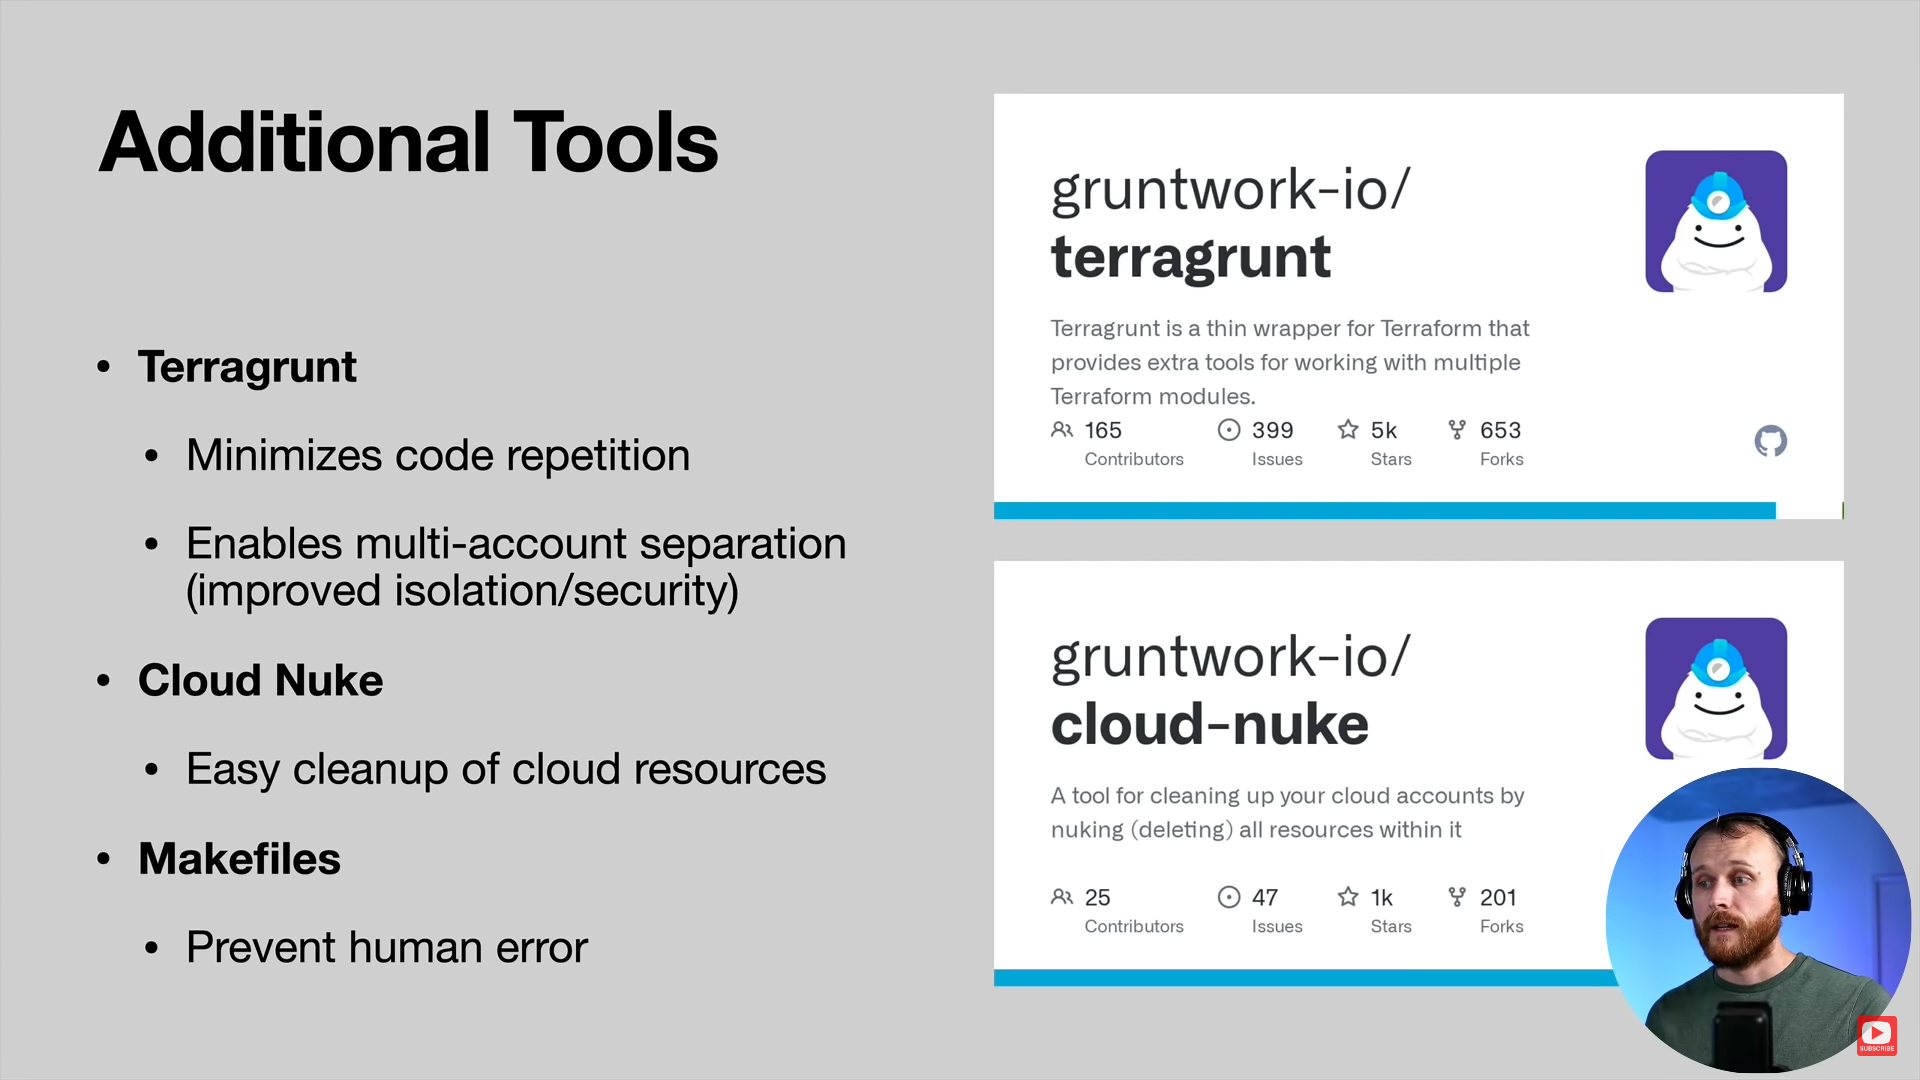 Additional Tools
• Terragrunt
• Minimizes code repetition
• Enables multi-account separation
(improved isolation/security)
• Cloud Nuke
• Easy cleanup of cloud resources
• Makefiles
• Prevent human error
gruntwork-io/
terragrunt
Terragrunt is a thin wrapper for Terraform that
provides extra tools for working with multiple
Terraform modules.
165 399 5k 653
Contributors Issues Stars Forks
gruntwork-io/
cloud-nuke
A tool for cleaning up your cloud accounts by
nuking (deleting) all resources within it
25 47 1k 201
Contributors Issues Stars Forks
SUBSCRIBE